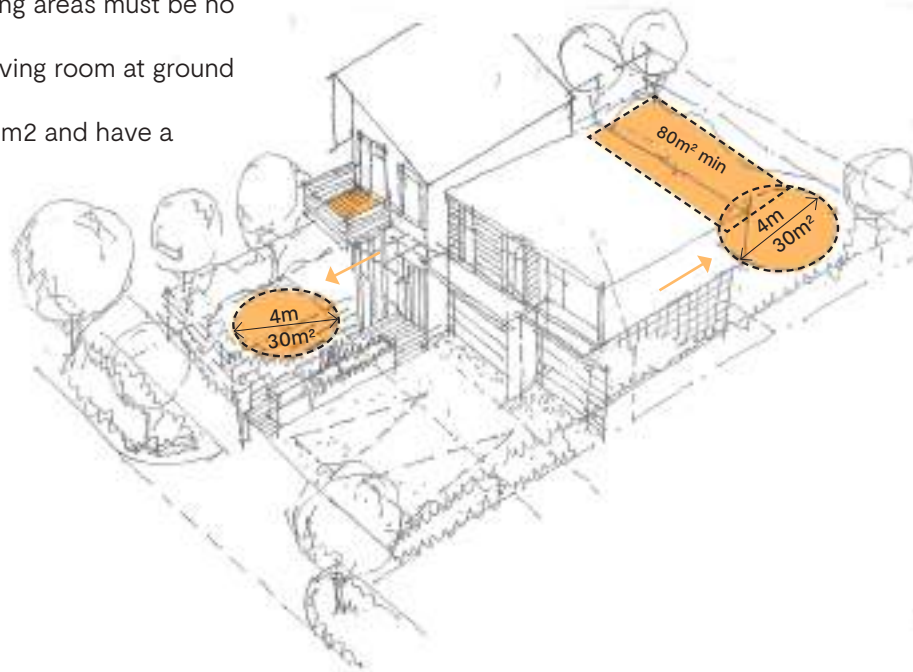 ng areas must be no
ving room at ground
m2 and have a
80m² min
4m
30m²
4m
30m²